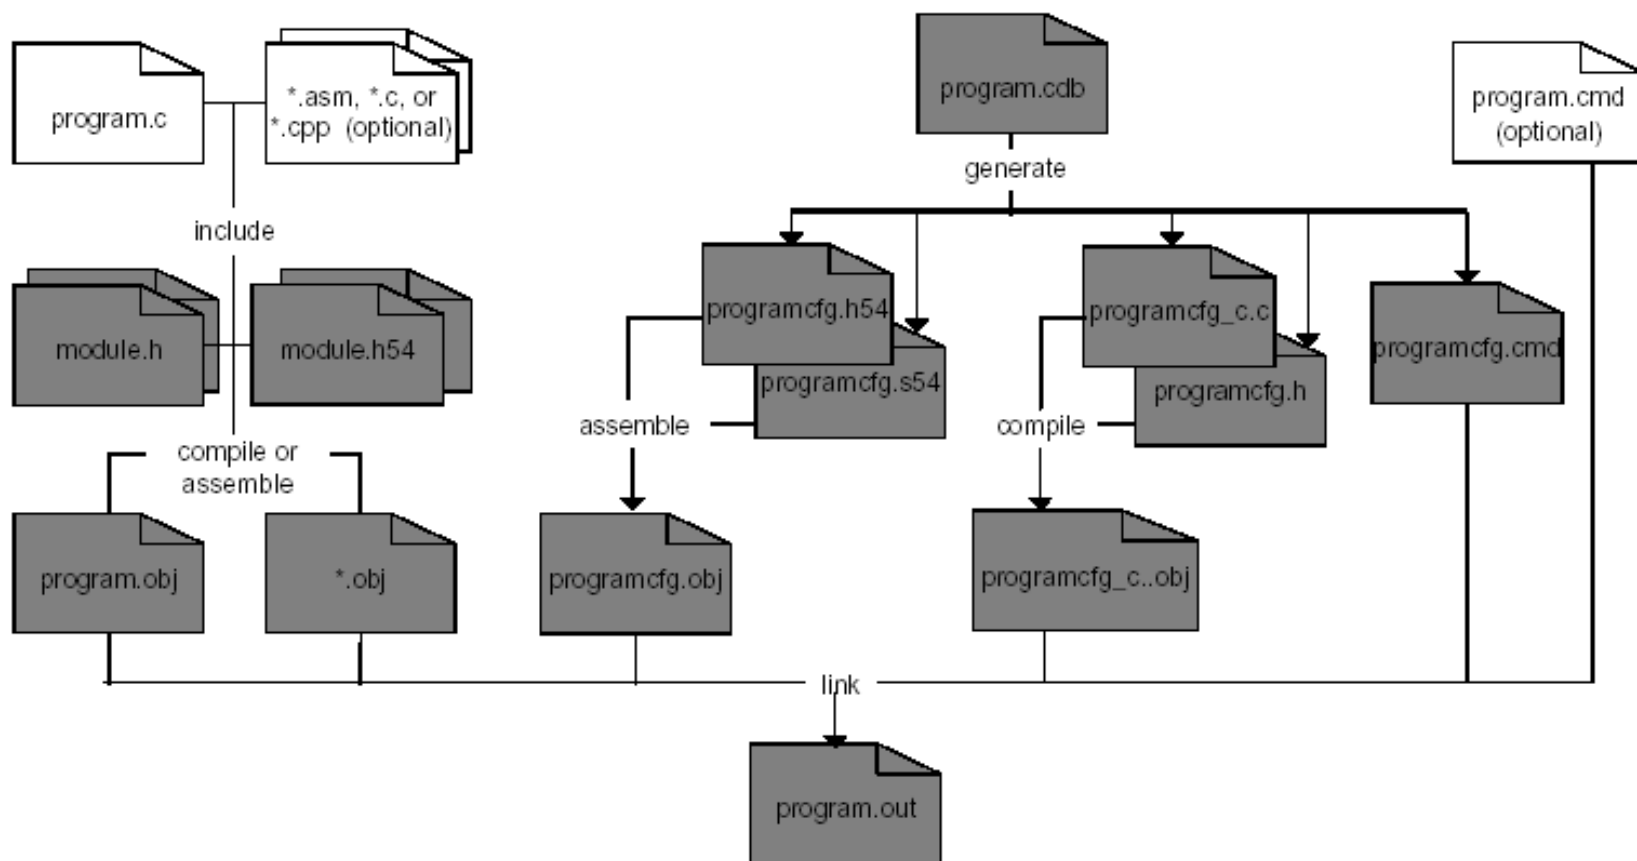 program.c
*.asm, *.c, or
*.cpp (optional)
program.cdb
program.cmd
(optional)
generate
include
module.h
module.h54
programcfg.h54
programcfg.s54
programcfg_c.c
programcfg.h
programcfg.cmd
assemble
compile
compile or
assemble
program.obj
*.obj
programcfg.obj
programcfg_c..obj
link
program.out